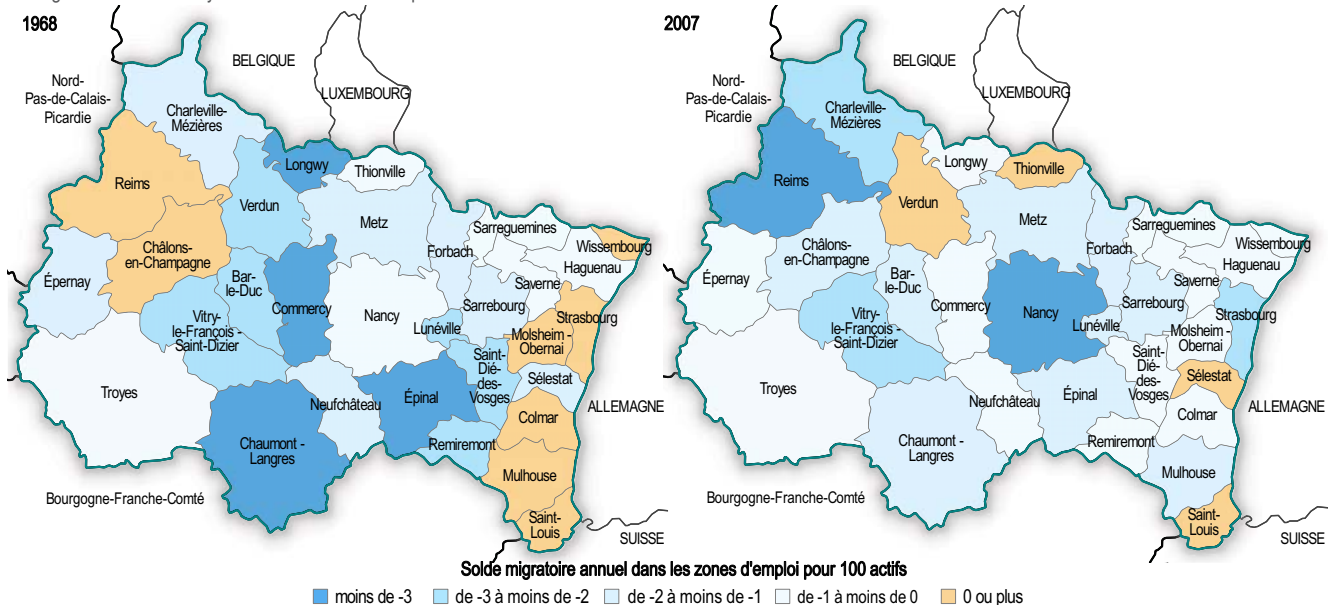 1968
BELGIQUE
Nord-
Pas-de-Calais-
Picardie
LUXEMBOURG
Charleville-
Mézières
Longwy
Thionville
Reims
Verdun
Metz
Forbach
Sarreguemines
Wissembourg
Haguenau
Châlons-
en-Champagne
Épernay
Bar-
le-Duc
Commercy
Nancy
Saverne
Sarrebourg
Strasbourg
Lunéville
Molsheim -
Obernai
Vitry-
le-François -
Saint-Dizier
Saint-
Dié-
des-
Vosges
Sélestat
Troyes
Neufchâteau
Épinal
ALLEMAGNE
Colmar
Chaumont -
Langres
Remiremont
Mulhouse
Bourgogne-Franche-Comté
Saint-
Louis
SUISSE
2007
BELGIQUE
Nord-
Pas-de-Calais-
Picardie
LUXEMBOURG
Charleville-
Mézières
Longwy
Thionville
Reims
Verdun
Metz
Forbach
Sarreguemines
Wissembourg
Haguenau
Châlons-
en-Champagne
Épernay
Bar-
le-Duc
Commercy
Nancy
Saverne
Sarrebourg
Strasbourg
Lunéville
Molsheim -
Obernai
Vitry-
le-François -
Saint-Dizier
Saint-
Dié-
des-
Vosges
Sélestat
Troyes
Neufchâteau
Épinal
ALLEMAGNE
Colmar
Chaumont -
Langres
Remiremont
Mulhouse
Bourgogne-Franche-Comté
Saint-
Louis
SUISSE
Solde migratoire annuel dans les zones d'emploi pour 100 actifs
moins de -3
de -3 à moins de -2
de -2 à moins de -1
de -1 à moins de 0
0 ou plus